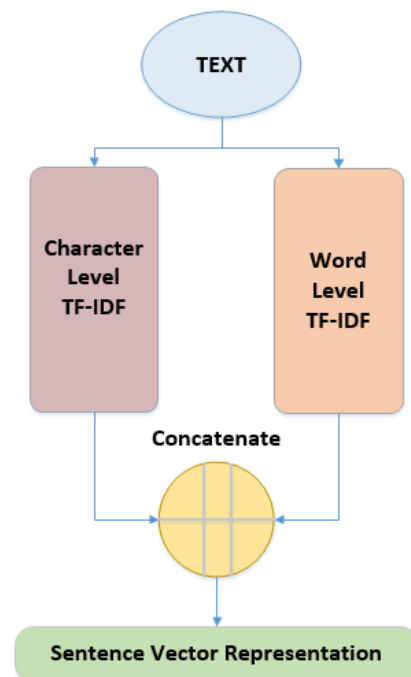 TEXT
Character
Level
TF-IDF
Word
Level
TF-IDF
Concatenate
Sentence Vector Representation